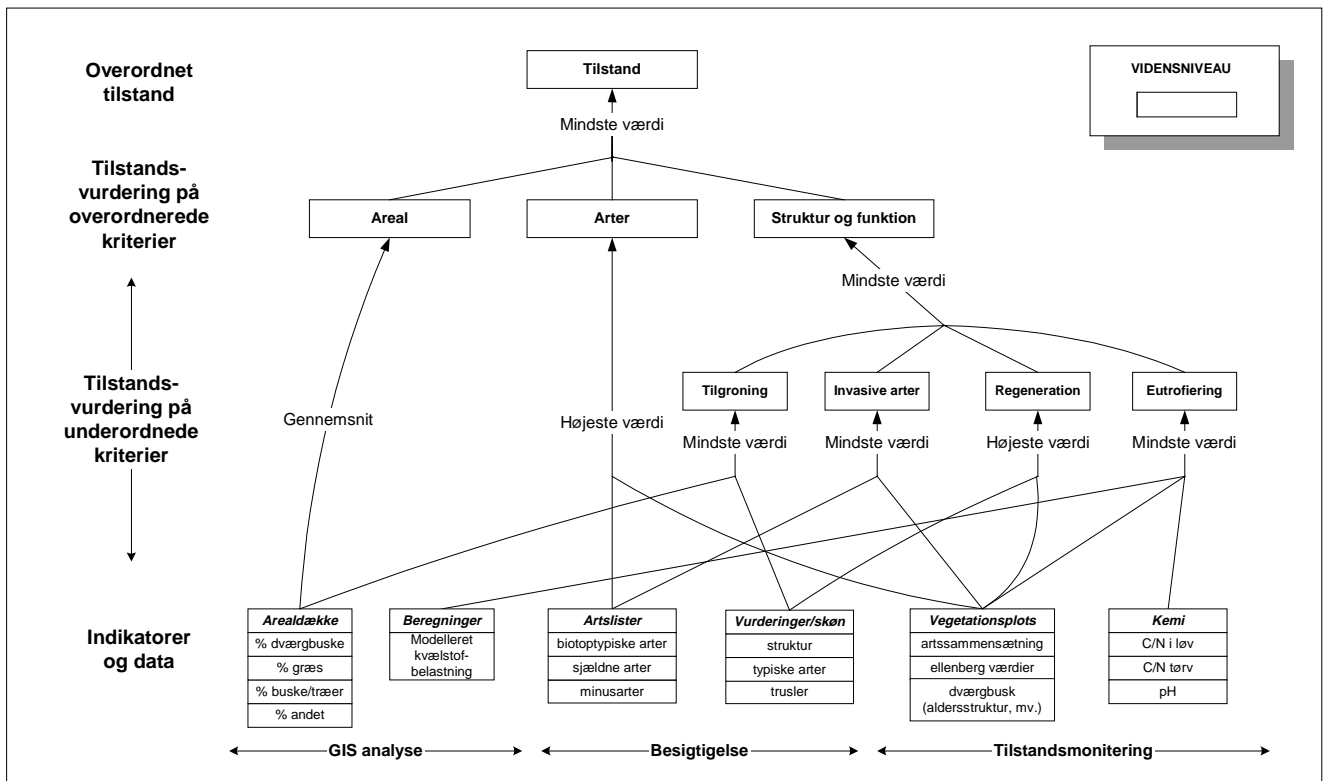 Overordnet
tilstand
Tilstand
VIDENSNIVEAU
Mindste værdi
Tilstands-
vurdering på
overordnerede
kriterier
Areal
Arter
Struktur og funktion
Mindste værdi
Tilstands-
vurdering på
underordnede
kriterier
Tilgroning
Invasive arter
Regeneration
Eutrofiering
Gennemsnit
Højeste værdi
Mindste værdi
Mindste værdi
Højeste værdi
Mindste værdi
Indikatorer
og data
Arealdække
% dværgbuske
% græs
% buske/træer
% andet
Beregninger
Modelleret
kvælstof-
belastning
Artslister
biotoptypiske arter
sjældne arter
minusarter
Vurderinger/skøn
struktur
typiske arter
trusler
Vegetationsplots
artssammensætning
ellenberg værdier
dværgbusk
(aldersstruktur, mv.)
Kemi
C/N i løv
C/N tørv
pH
GIS analyse
Besigtigelse
Tilstandsmonitering